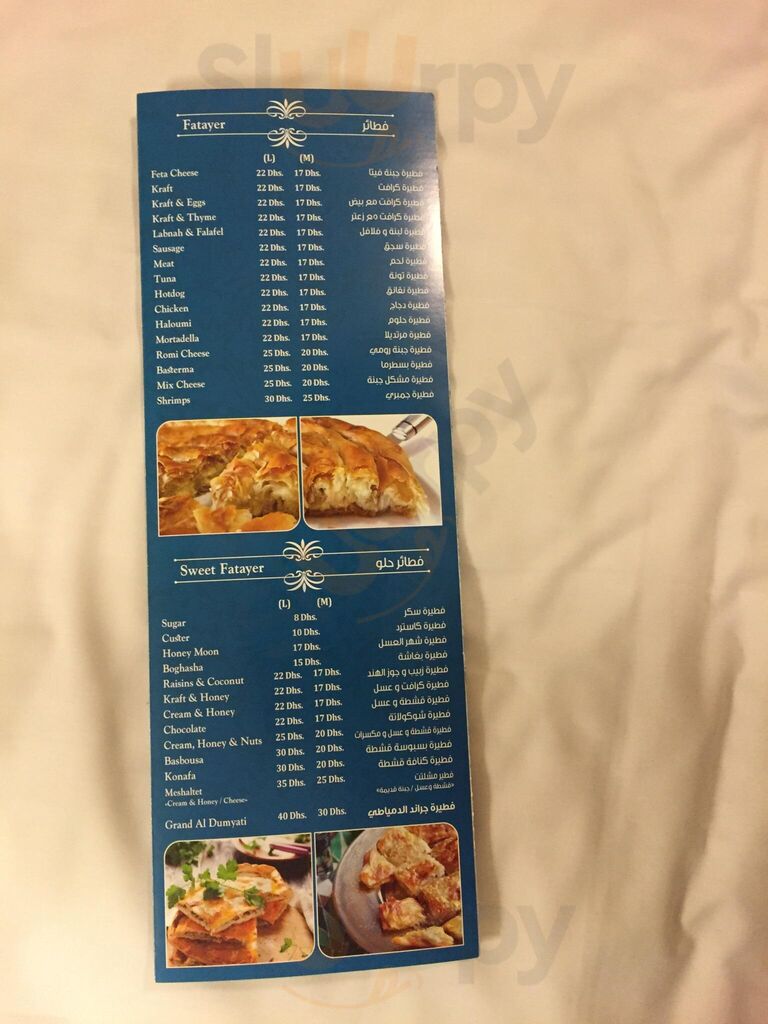 Sluurpy
Fatayer فطائر
(L) (M)
Feta Cheese 22 Dhs. 17 Dhs. فطيرة جبنة فيتا
Kraft 22 Dhs. 17 Dhs. فطيرة كرافت
Kraft & Eggs 22 Dhs. 17 Dhs. فطيرة كرافت مع بيض
Kraft & Thyme 22 Dhs. 17 Dhs. فطيرة كرافت مع زعتر
Labnah & Falafel 22 Dhs. 17 Dhs. فطيرة لبنة و فلافل
Sausage 22 Dhs. 17 Dhs. فطيرة سجق
Meat 22 Dhs. 17 Dhs. فطيرة لحم
Tuna 22 Dhs. 17 Dhs. فطيرة تونة
Hotdog 22 Dhs. 17 Dhs. فطيرة نقانق
Chicken 22 Dhs. 17 Dhs. فطيرة دجاج
Haloumi 22 Dhs. 17 Dhs. فطيرة حلوم
Mortadella 22 Dhs. 17 Dhs. فطيرة مرتديلا
Romi Cheese 25 Dhs. 20 Dhs. فطيرة جبنة رومي
Basterma 25 Dhs. 20 Dhs. فطيرة بسطرما
Mix Cheese 25 Dhs. 20 Dhs. فطيرة مشكل جبنة
Shrimps 30 Dhs. 25 Dhs. فطيرة جمبري
Sweet Fatayer فطائر حلو
(L) (M)
Sugar 8 Dhs. فطيرة سكر
Custer 10 Dhs. فطيرة كاسترد
Honey Moon 17 Dhs. فطيرة شهر العسل
Boghasha 15 Dhs. فطيرة بغاشة
Raisins & Coconut 22 Dhs. 17 Dhs. فطيرة زبيب و جوز الهند
Kraft & Honey 22 Dhs. 17 Dhs. فطيرة كرافت و عسل
Cream & Honey 22 Dhs. 17 Dhs. فطيرة قشطة و عسل
Chocolate 22 Dhs. 17 Dhs. فطيرة شوكولاتة
Cream, Honey & Nuts 25 Dhs. 20 Dhs. فطيرة قشطة و عسل و مكسرات
Basbousa 30 Dhs. 20 Dhs. فطيرة بسبوسة قشطة
Konafa 30 Dhs. 20 Dhs. فطيرة كنافة قشطة
Meshaltet 35 Dhs. 25 Dhs. فطير مشلتت
«Cream & Honey / Cheese» «قشطة وعسل / جبنة قديمة»
Grand Al Dumyati 40 Dhs. 30 Dhs. فطيرة جراند الدمياطي